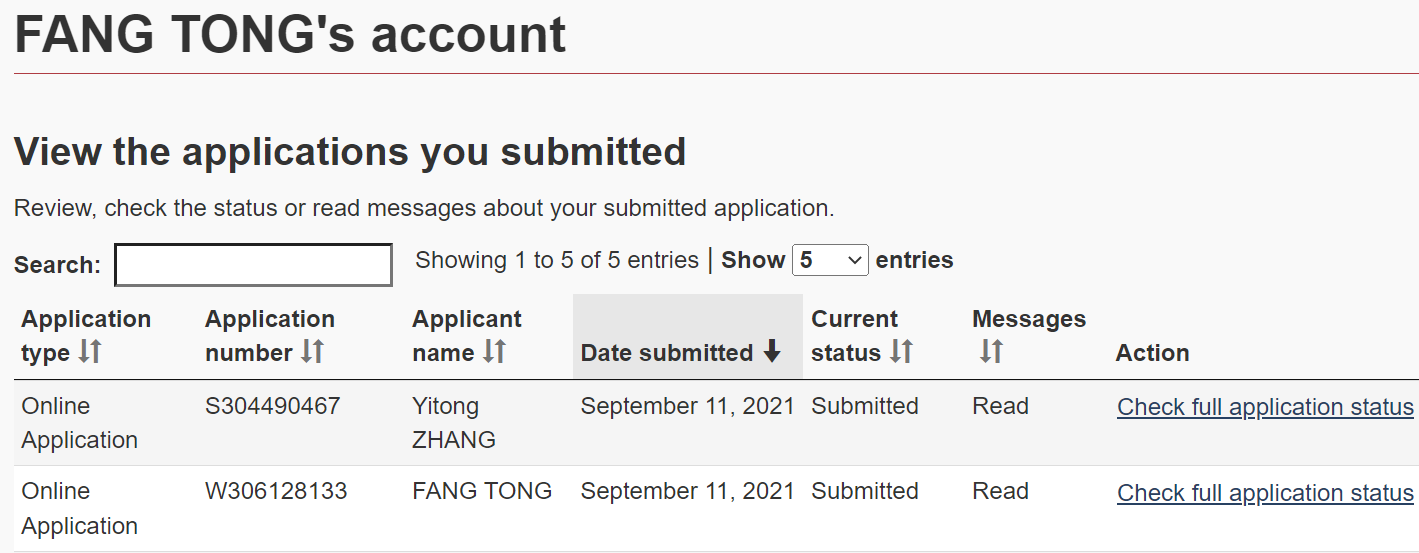 FANG TONG's account
View the applications you submitted
Review, check the status or read messages about your submitted application.
Search: Showing 1 to 5 of 5 entries | Show 5 entries
Application type Application number Applicant name Date submitted Current status Messages Action
Online Application S304490467 Yitong ZHANG September 11, 2021 Submitted Read Check full application status
Online Application W306128133 FANG TONG September 11, 2021 Submitted Read Check full application status